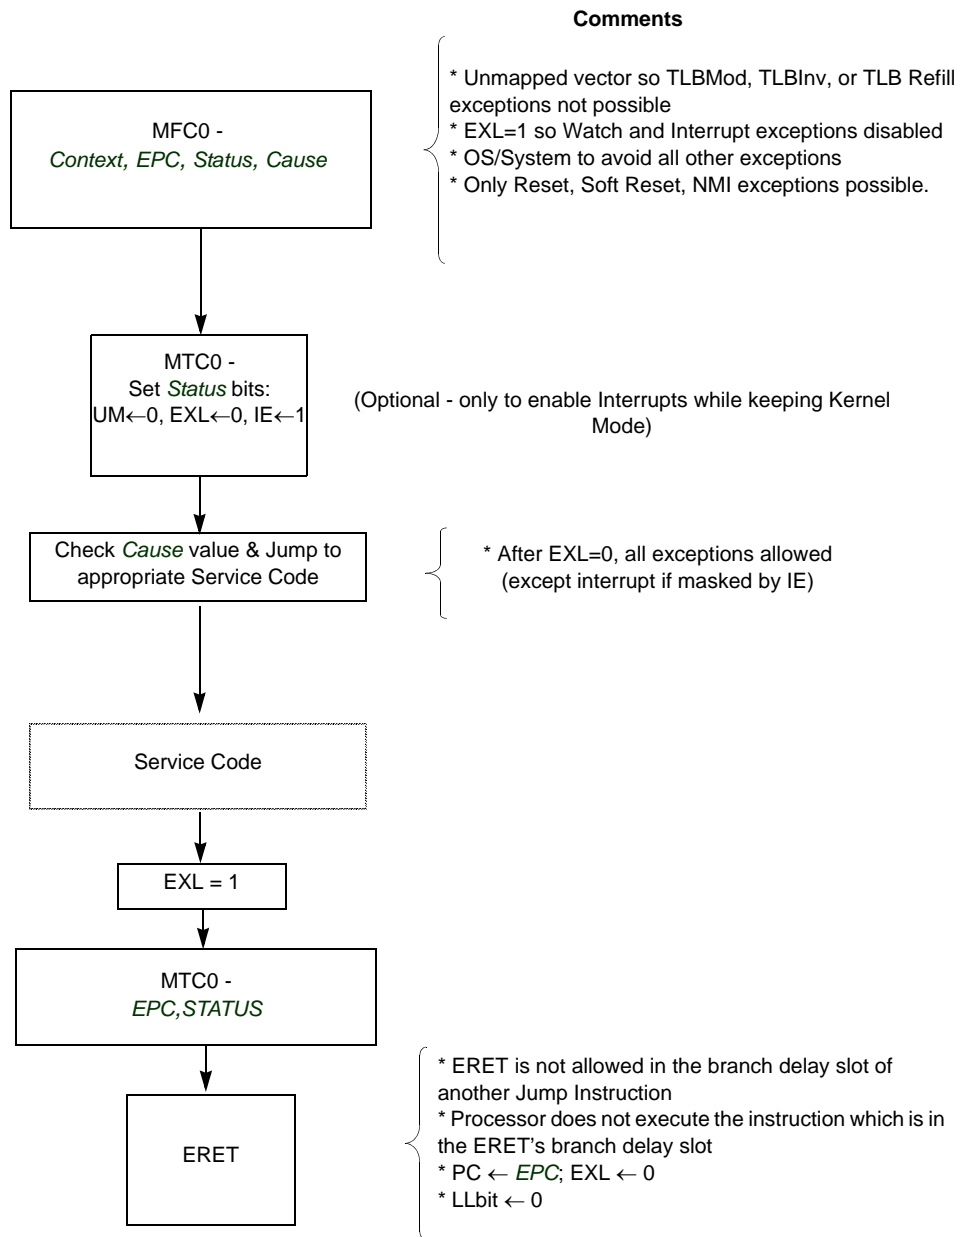 Comments
* Unmapped vector so TLBMod, TLBInv, or TLB Refill
exceptions not possible
* EXL=1 so Watch and Interrupt exceptions disabled
* OS/System to avoid all other exceptions
* Only Reset, Soft Reset, NMI exceptions possible.
MFC0 -
Context, EPC, Status, Cause
MTC0 -
Set Status bits:
UM←0, EXL←0, IE←1
(Optional - only to enable Interrupts while keeping Kernel
Mode)
Check Cause value & Jump to
appropriate Service Code
* After EXL=0, all exceptions allowed
(except interrupt if masked by IE)
Service Code
EXL = 1
MTC0 -
EPC,STATUS
ERET
* ERET is not allowed in the branch delay slot of
another Jump Instruction
* Processor does not execute the instruction which is in
the ERET's branch delay slot
* PC ← EPC; EXL ← 0
* LLbit ← 0